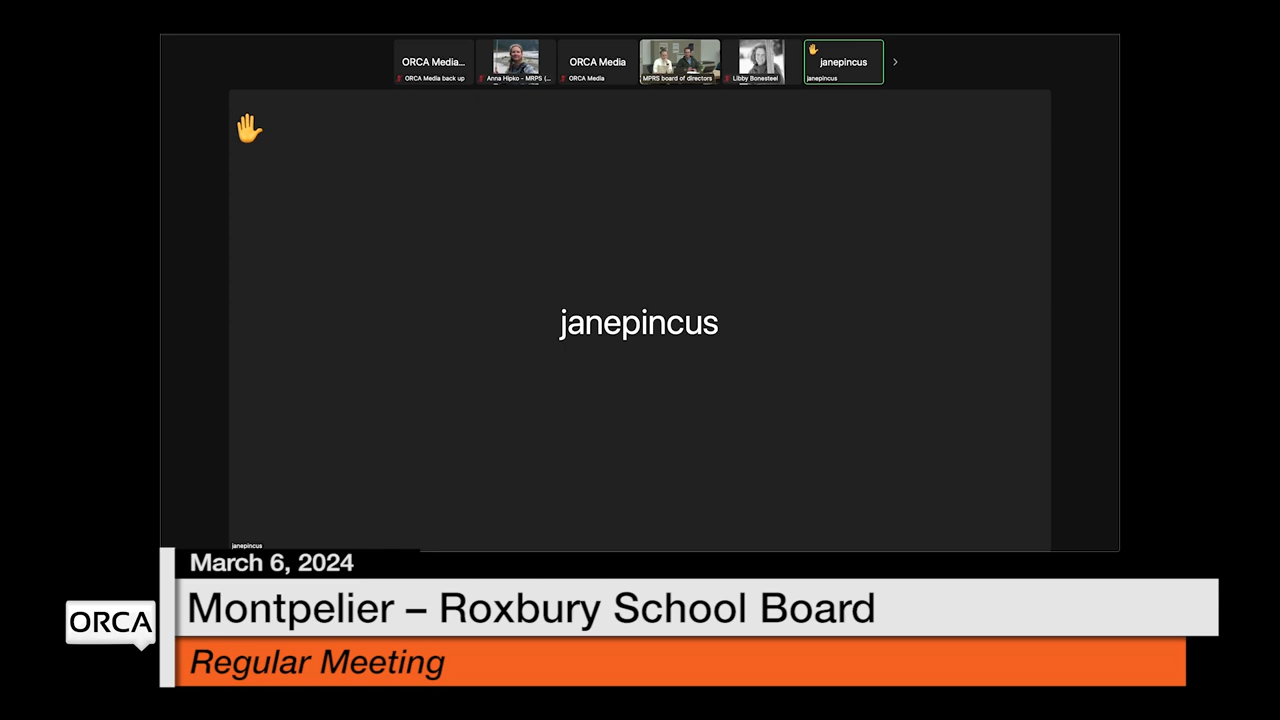 ORCA Media...
ORCA Media back up
Anna Hipko - MRPS (...
ORCA Media
ORCA Media
MPRS board of directors
Libby Bonesteel
janepincus
janepincus
janepincus
janepincus
March 6, 2024
Montpelier – Roxbury School Board
ORCA
Regular Meeting